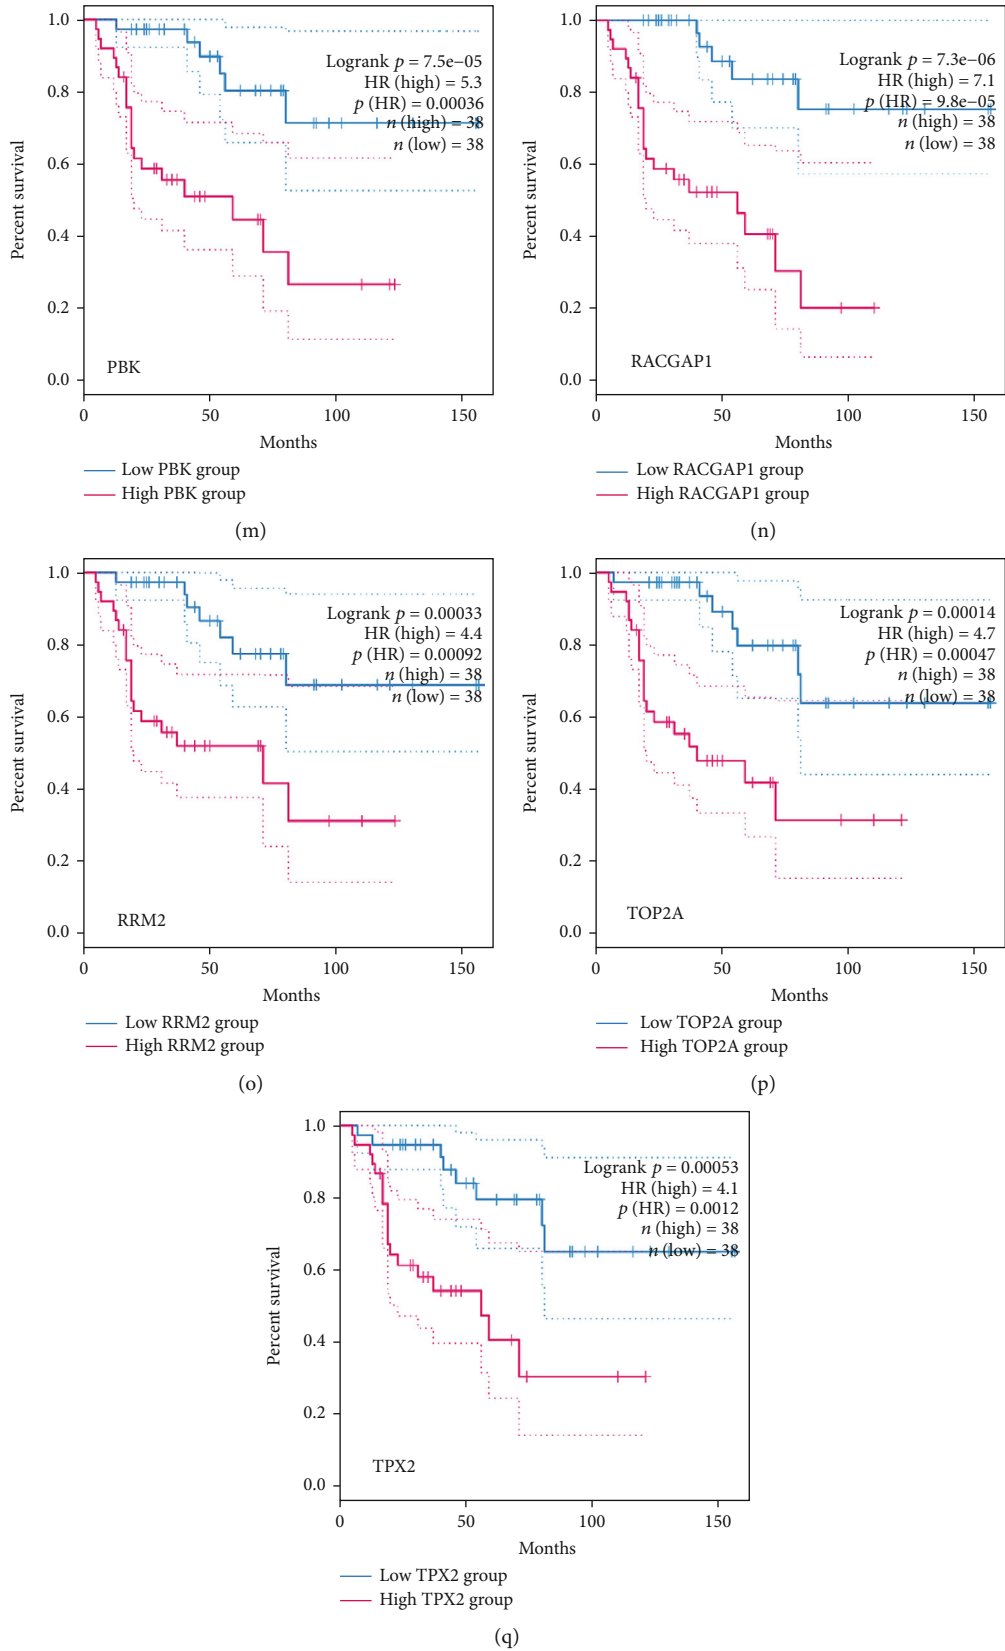 1.0
0.8
0.6
0.4
0.2
0.0
Percent survival
Logrank p = 7.5e−05
HR (high) = 5.3
p (HR) = 0.00036
n (high) = 38
n (low) = 38
PBK
0 50 100 150
Months
Low PBK group
High PBK group
(m)
1.0
0.8
0.6
0.4
0.2
0.0
Percent survival
Logrank p = 7.3e−06
HR (high) = 7.1
p (HR) = 9.8e−05
n (high) = 38
n (low) = 38
RACGAP1
0 50 100 150
Months
Low RACGAP1 group
High RACGAP1 group
(n)
1.0
0.8
0.6
0.4
0.2
0.0
Percent survival
Logrank p = 0.00033
HR (high) = 4.4
p (HR) = 0.00092
n (high) = 38
n (low) = 38
RRM2
0 50 100 150
Months
Low RRM2 group
High RRM2 group
(o)
1.0
0.8
0.6
0.4
0.2
0.0
Percent survival
Logrank p = 0.00014
HR (high) = 4.7
p (HR) = 0.00047
n (high) = 38
n (low) = 38
TOP2A
0 50 100 150
Months
Low TOP2A group
High TOP2A group
(p)
1.0
0.8
0.6
0.4
0.2
0.0
Percent survival
Logrank p = 0.00053
HR (high) = 4.1
p (HR) = 0.0012
n (high) = 38
n (low) = 38
TPX2
0 50 100 150
Months
Low TPX2 group
High TPX2 group
(q)